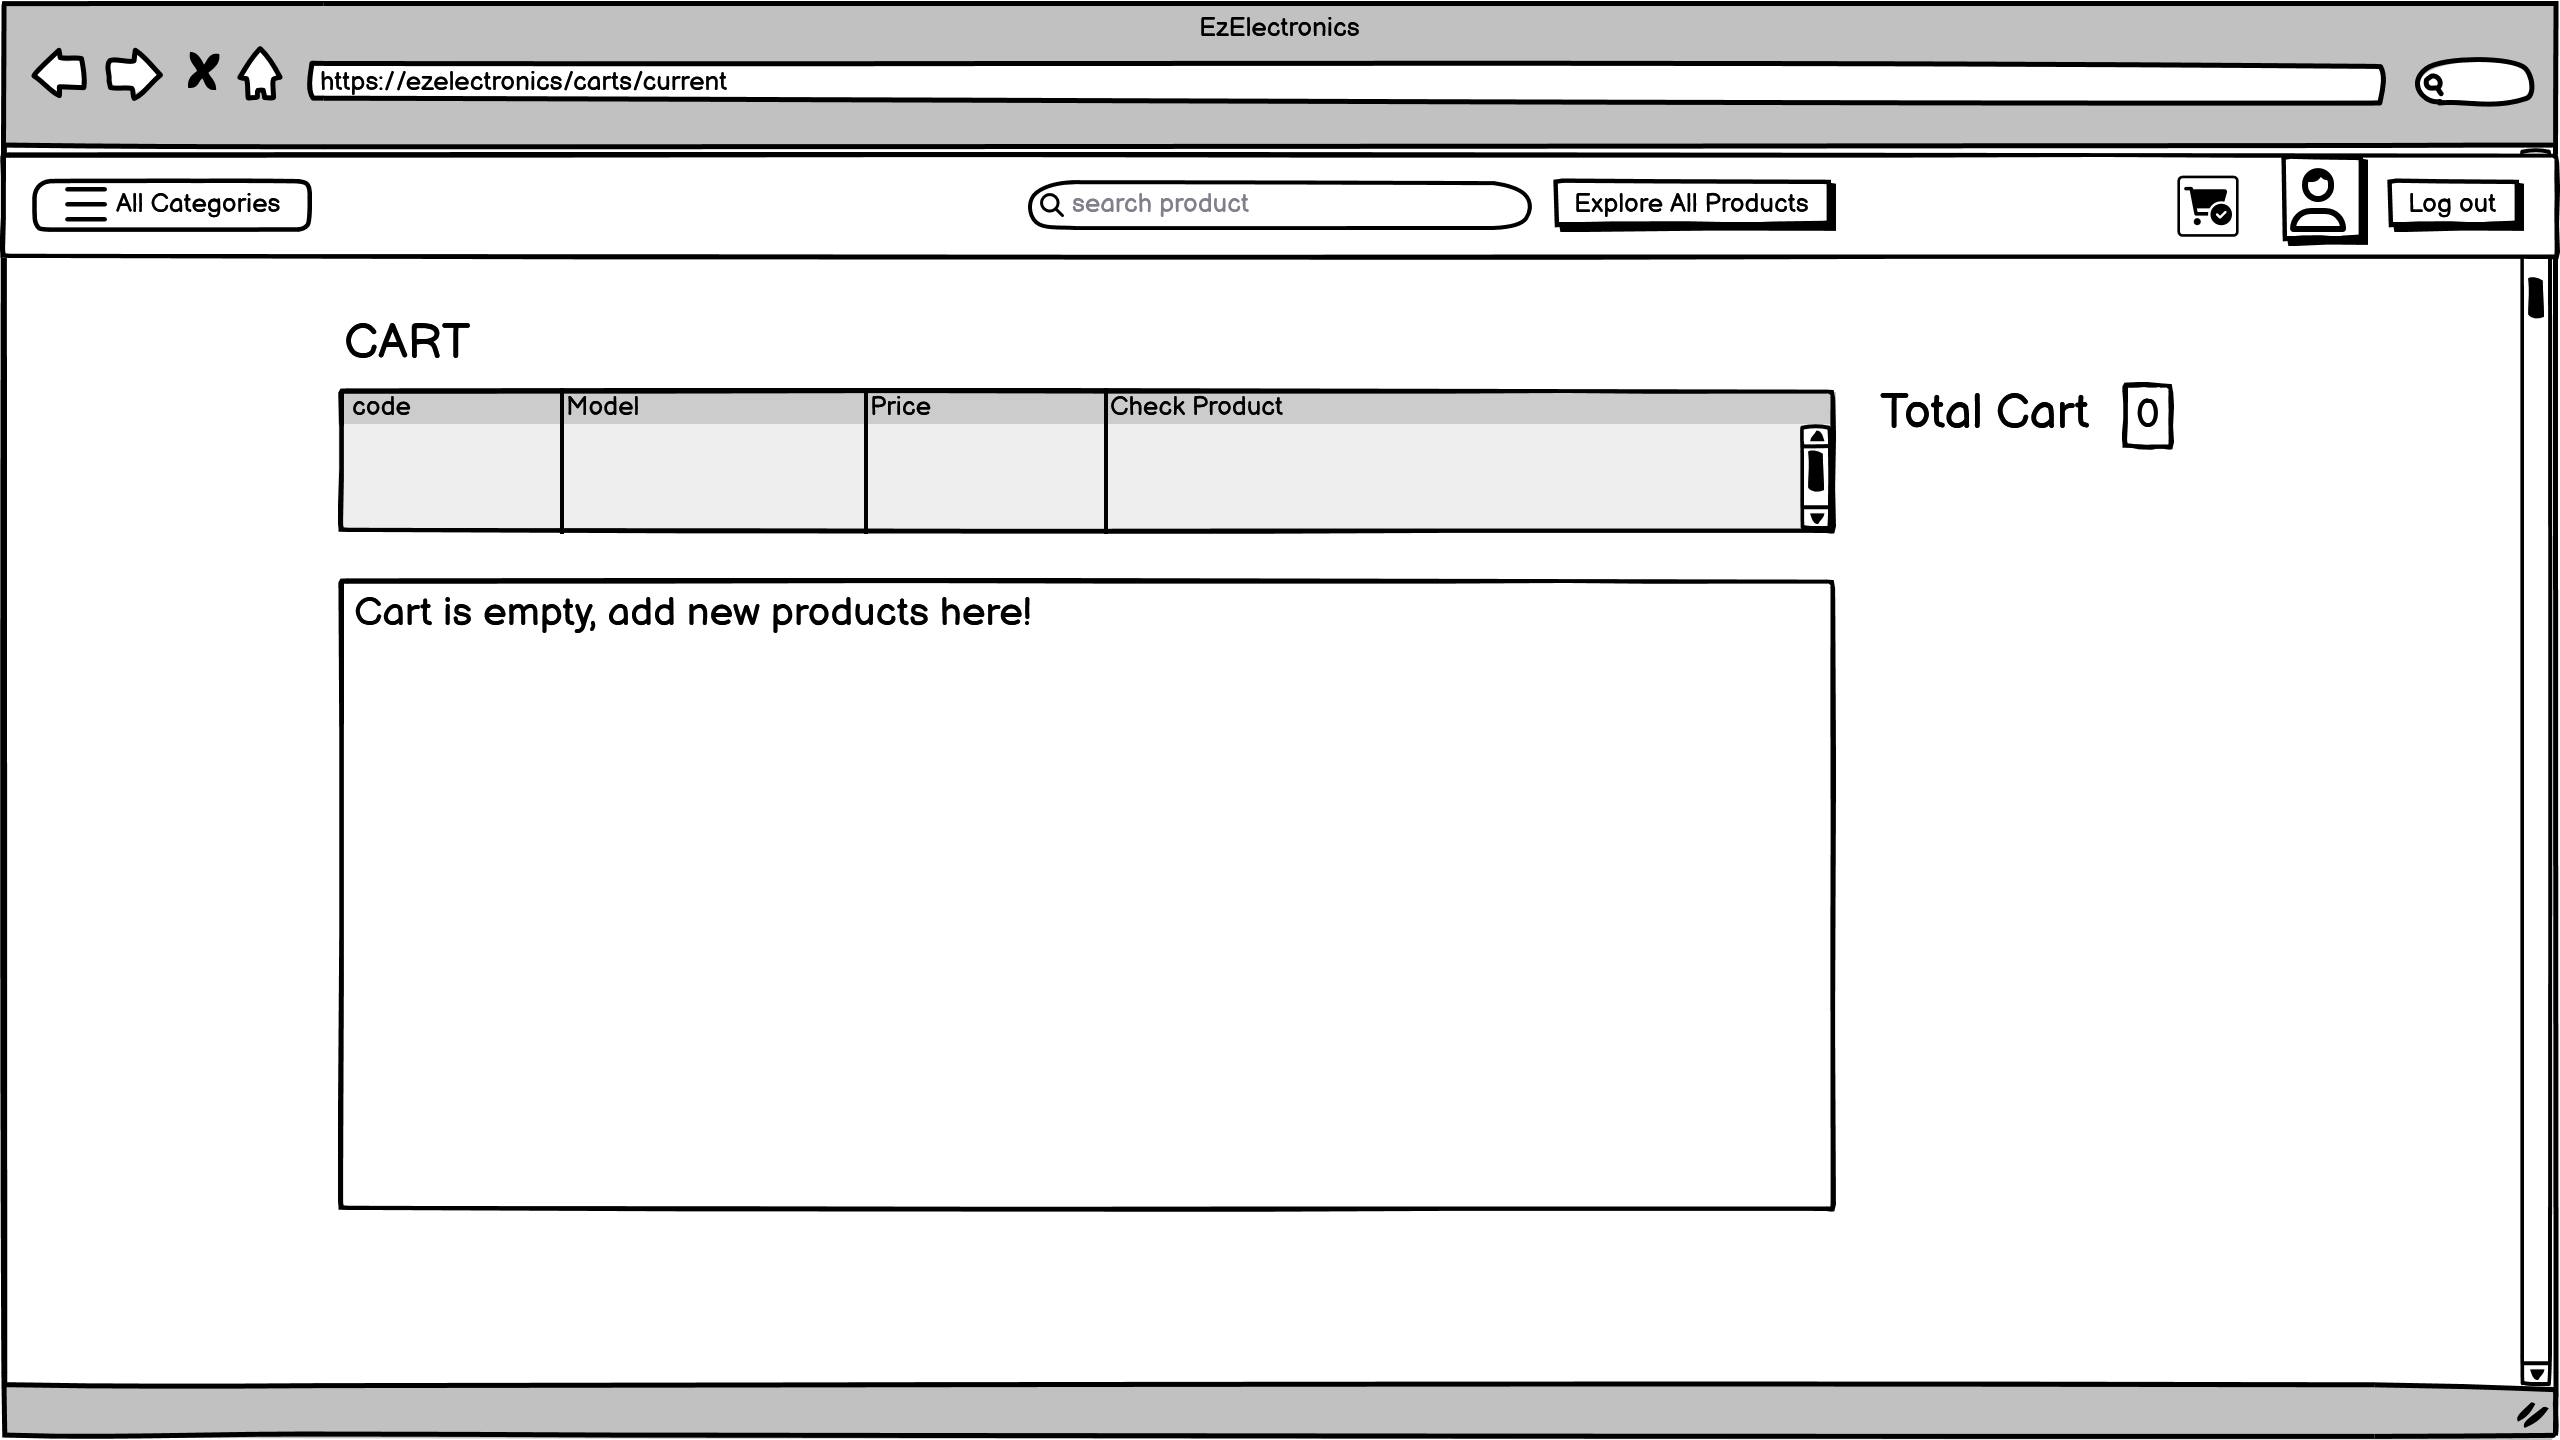 EzElectronics
https://ezelectronics/carts/current
All Categories
search product
Explore All Products
Log out
CART
code Model Price Check Product
Total Cart 0
Cart is empty, add new products here!